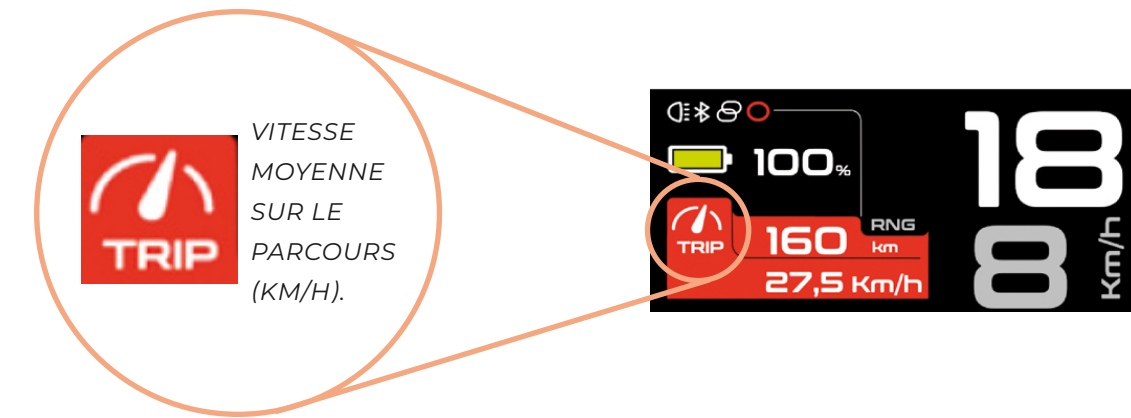 TRIP
VITESSE
MOYENNE
SUR LE
PARCOURS
(KM/H).
100%
TRIP
160 km
RNG
27,5 Km/h
18
8
Km/h